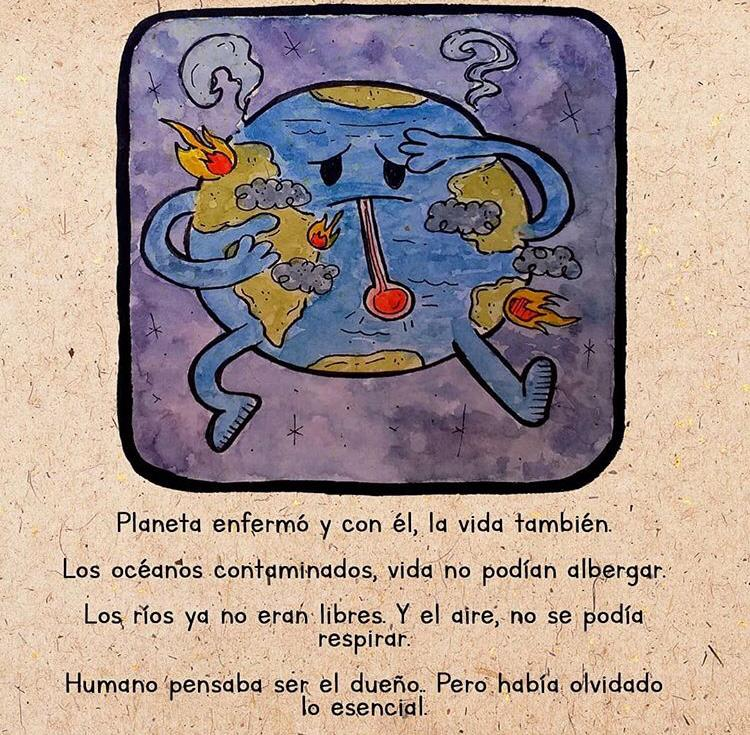 Planeta enfermó y con él, la vida también.
Los océanos contaminados, vida no podían albergar.
Los ríos ya no eran libres. Y el aire, no se podía
respirar.
Humano pensaba ser el dueño. Pero había olvidado
lo esencial.